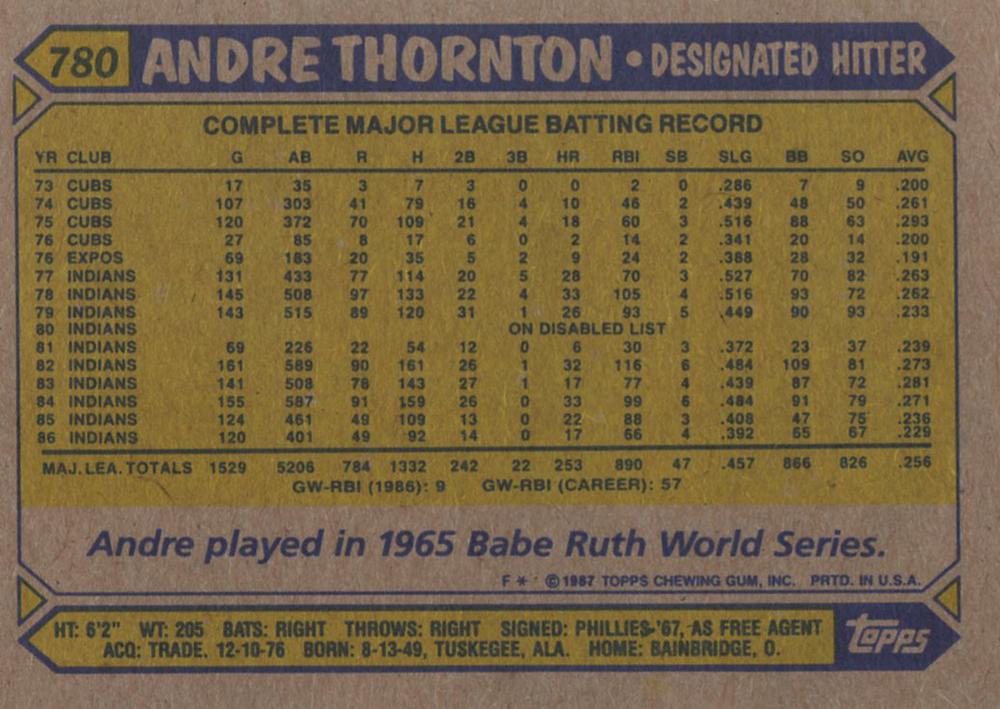 780 ANDRE THORNTON • DESIGNATED HITTER
COMPLETE MAJOR LEAGUE BATTING RECORD
YR CLUB G AB R H 2B 3B HR RBI SB SLG BB SO AVG
73 CUBS 17 35 3 7 3 0 0 2 0 .286 7 9 .200
74 CUBS 107 303 41 79 16 4 10 46 2 .439 48 50 .261
75 CUBS 120 372 70 109 21 4 18 60 3 .516 88 63 .293
76 CUBS 27 85 8 17 6 0 2 14 2 .341 20 14 .200
76 EXPOS 69 183 20 35 5 2 9 24 2 .388 28 32 .191
77 INDIANS 131 433 77 114 20 5 28 70 3 .527 70 82 .263
78 INDIANS 145 508 97 133 22 4 33 105 4 .516 93 72 .262
79 INDIANS 143 515 89 120 31 1 26 93 5 .449 90 93 .233
80 INDIANS ON DISABLED LIST
81 INDIANS 69 226 22 54 12 0 6 30 3 .372 23 37 .239
82 INDIANS 161 589 90 161 26 1 32 116 6 .484 109 81 .273
83 INDIANS 141 508 78 143 27 1 17 77 4 .439 87 72 .281
84 INDIANS 155 587 91 159 26 0 33 99 6 .484 91 79 .271
85 INDIANS 124 461 49 109 13 0 22 88 3 .408 47 75 .236
86 INDIANS 120 401 49 92 14 0 17 66 4 .392 65 67 .229
MAJ. LEA. TOTALS 1529 5206 784 1332 242 22 253 890 47 .457 866 826 .256
GW-RBI (1986): 9 GW-RBI (CAREER): 57
Andre played in 1965 Babe Ruth World Series.
F * © 1987 TOPPS CHEWING GUM, INC. PRTD. IN U.S.A.
HT: 6'2" WT: 205 BATS: RIGHT THROWS: RIGHT SIGNED: PHILLIES-'67, AS FREE AGENT
ACQ: TRADE. 12-10-76 BORN: 8-13-49, TUSKEGEE, ALA. HOME: BAINBRIDGE, O.
topps